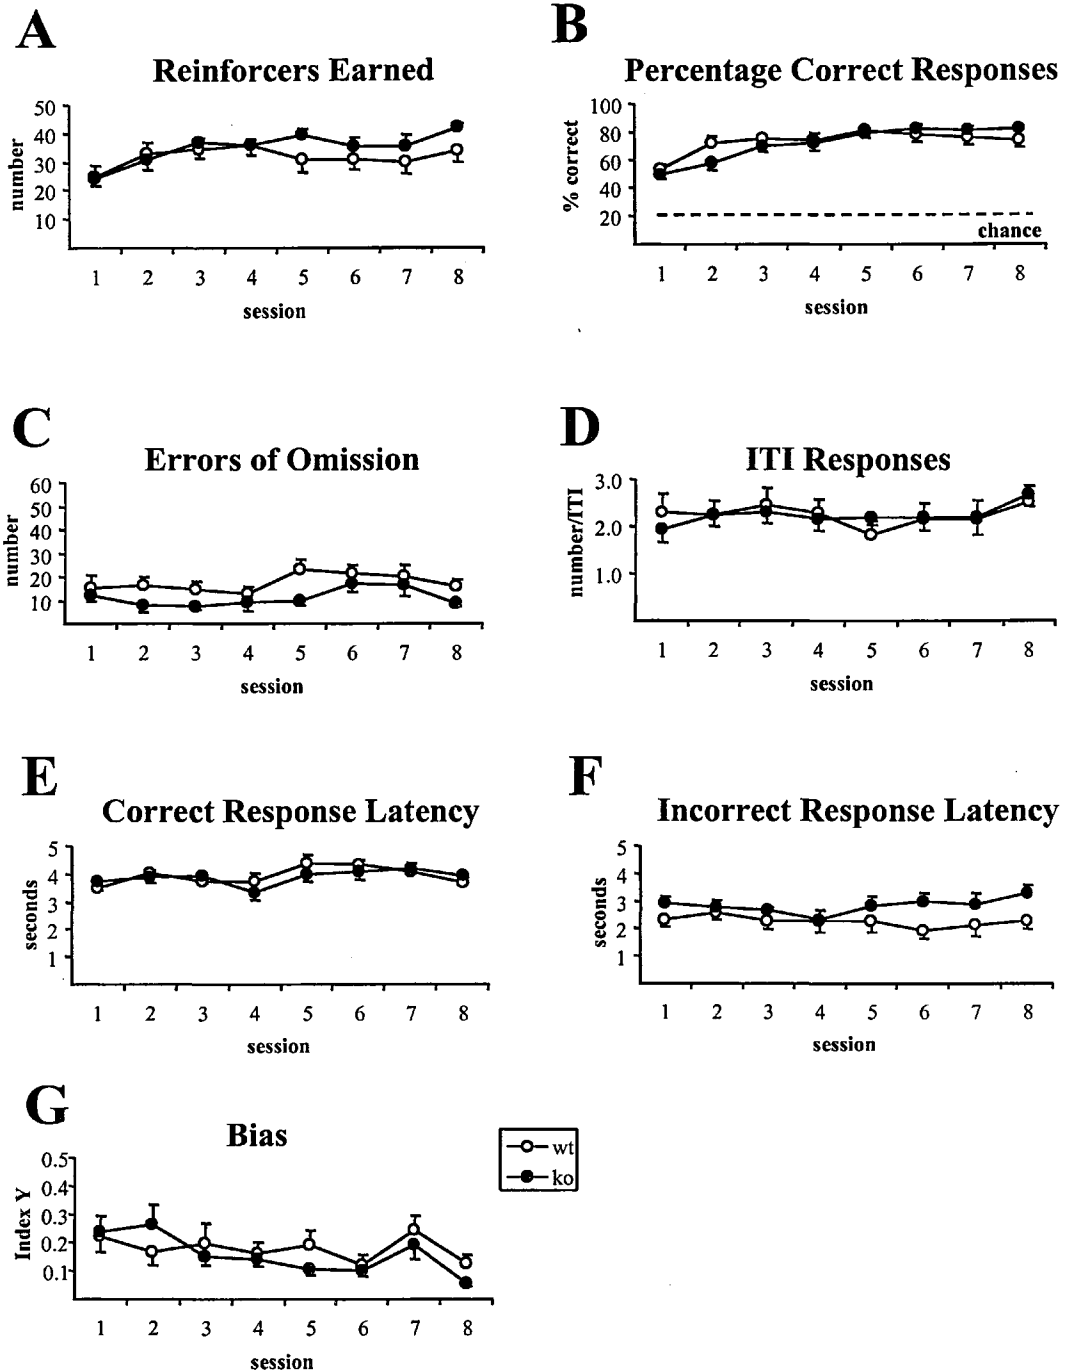 A
Reinforcers Earned
number
50
40
30
20
10
1 2 3 4 5 6 7 8
session
B
Percentage Correct Responses
% correct
100
80
60
40
20
chance
1 2 3 4 5 6 7 8
session
C
Errors of Omission
number
60
50
40
30
20
10
1 2 3 4 5 6 7 8
session
D
ITI Responses
number/ITI
3.0
2.0
1.0
1 2 3 4 5 6 7 8
session
E
Correct Response Latency
seconds
5
4
3
2
1
1 2 3 4 5 6 7 8
session
F
Incorrect Response Latency
seconds
5
4
3
2
1
1 2 3 4 5 6 7 8
session
G
Bias
Index Y
0.5
0.4
0.3
0.2
0.1
1 2 3 4 5 6 7 8
session
wt
ko